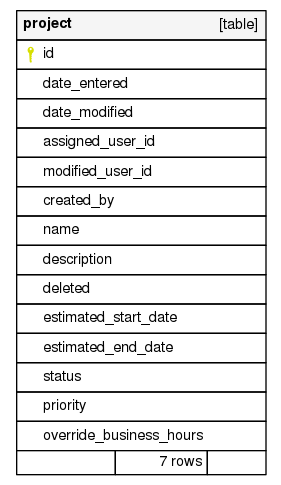 project [table]
id
date_entered
date_modified
assigned_user_id
modified_user_id
created_by
name
description
deleted
estimated_start_date
estimated_end_date
status
priority
override_business_hours
7 rows